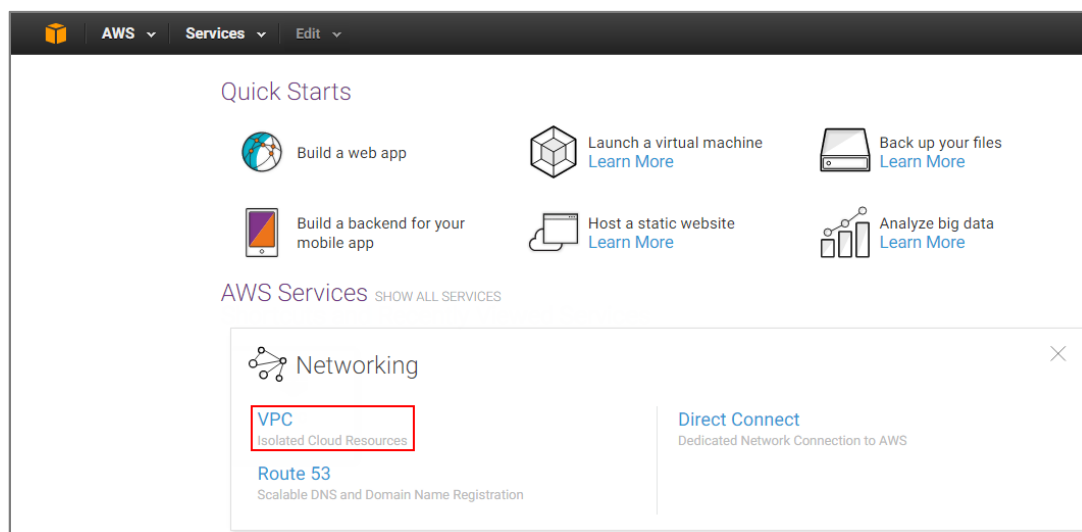 AWS Services Edit
Quick Starts
Build a web app
Launch a virtual machine
Learn More
Back up your files
Learn More
Build a backend for your
mobile app
Host a static website
Learn More
Analyze big data
Learn More
AWS Services SHOW ALL SERVICES
Networking
VPC
Isolated Cloud Resources
Direct Connect
Dedicated Network Connection to AWS
Route 53
Scalable DNS and Domain Name Registration